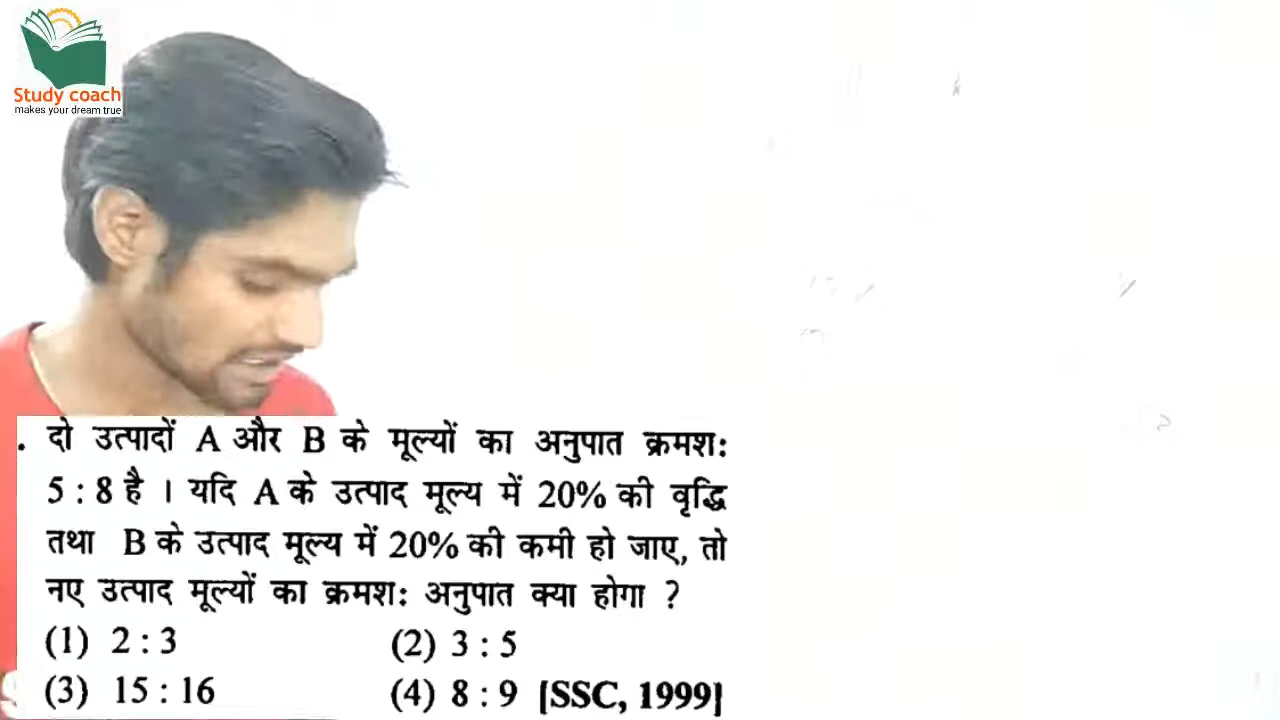 Study coach
makes your dream true
. दो उत्पादों A और B के मूल्यों का अनुपात क्रमशः
5 : 8 है । यदि A के उत्पाद मूल्य में 20% की वृद्धि
तथा B के उत्पाद मूल्य में 20% की कमी हो जाए, तो
नए उत्पाद मूल्यों का क्रमशः अनुपात क्या होगा ?
(1) 2 : 3 (2) 3 : 5
(3) 15 : 16 (4) 8 : 9 [SSC, 1999]